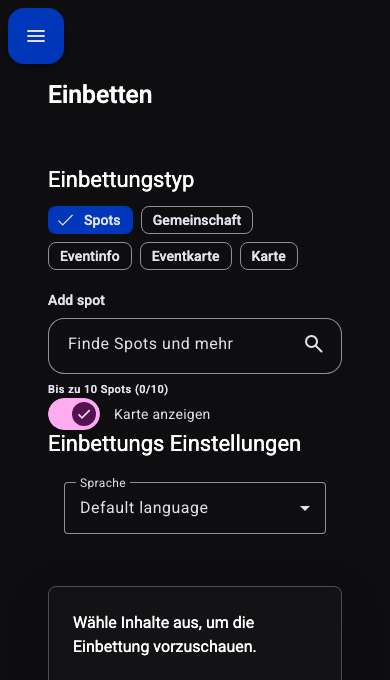 Einbetten
Einbettungstyp
Spots
Gemeinschaft
Eventinfo
Eventkarte
Karte
Add spot
Finde Spots und mehr
Bis zu 10 Spots (0/10)
Karte anzeigen
Einbettungs Einstellungen
Sprache
Default language
Wähle Inhalte aus, um die
Einbettung vorzuschauen.